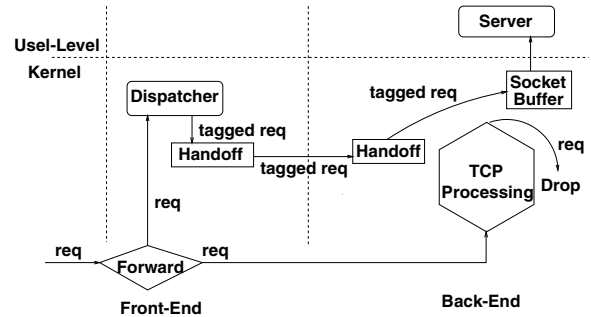 Server
Usel-Level
Kernel
Socket
Buffer
tagged req
Dispatcher
tagged req
Handoff
tagged req
Handoff
req
TCP
Processing
Drop
req
req
Forward
req
Front-End
Back-End